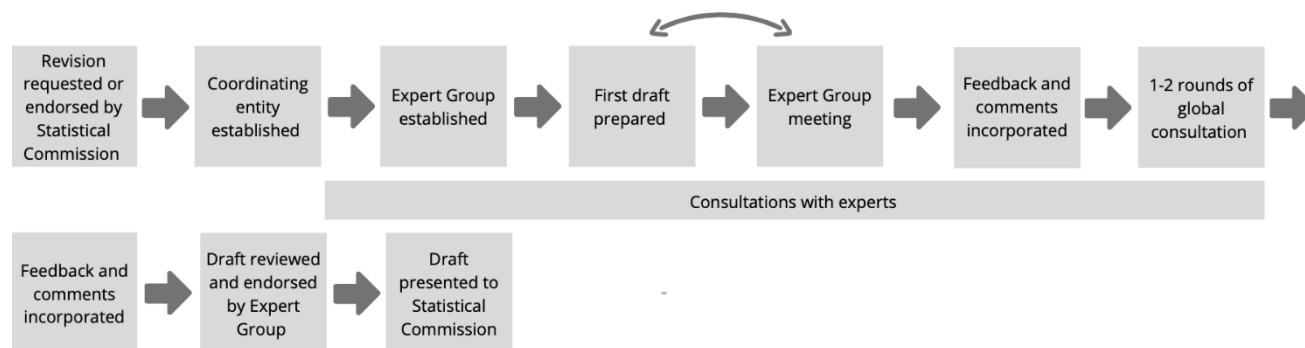 Revision
requested or
endorsed by
Statistical
Commission
Coordinating
entity
established
Expert Group
established
First draft
prepared
Expert Group
meeting
Feedback and
comments
incorporated
1-2 rounds of
global
consultation
Consultations with experts
Feedback and
comments
incorporated
Draft reviewed
and endorsed
by Expert
Group
Draft
presented to
Statistical
Commission